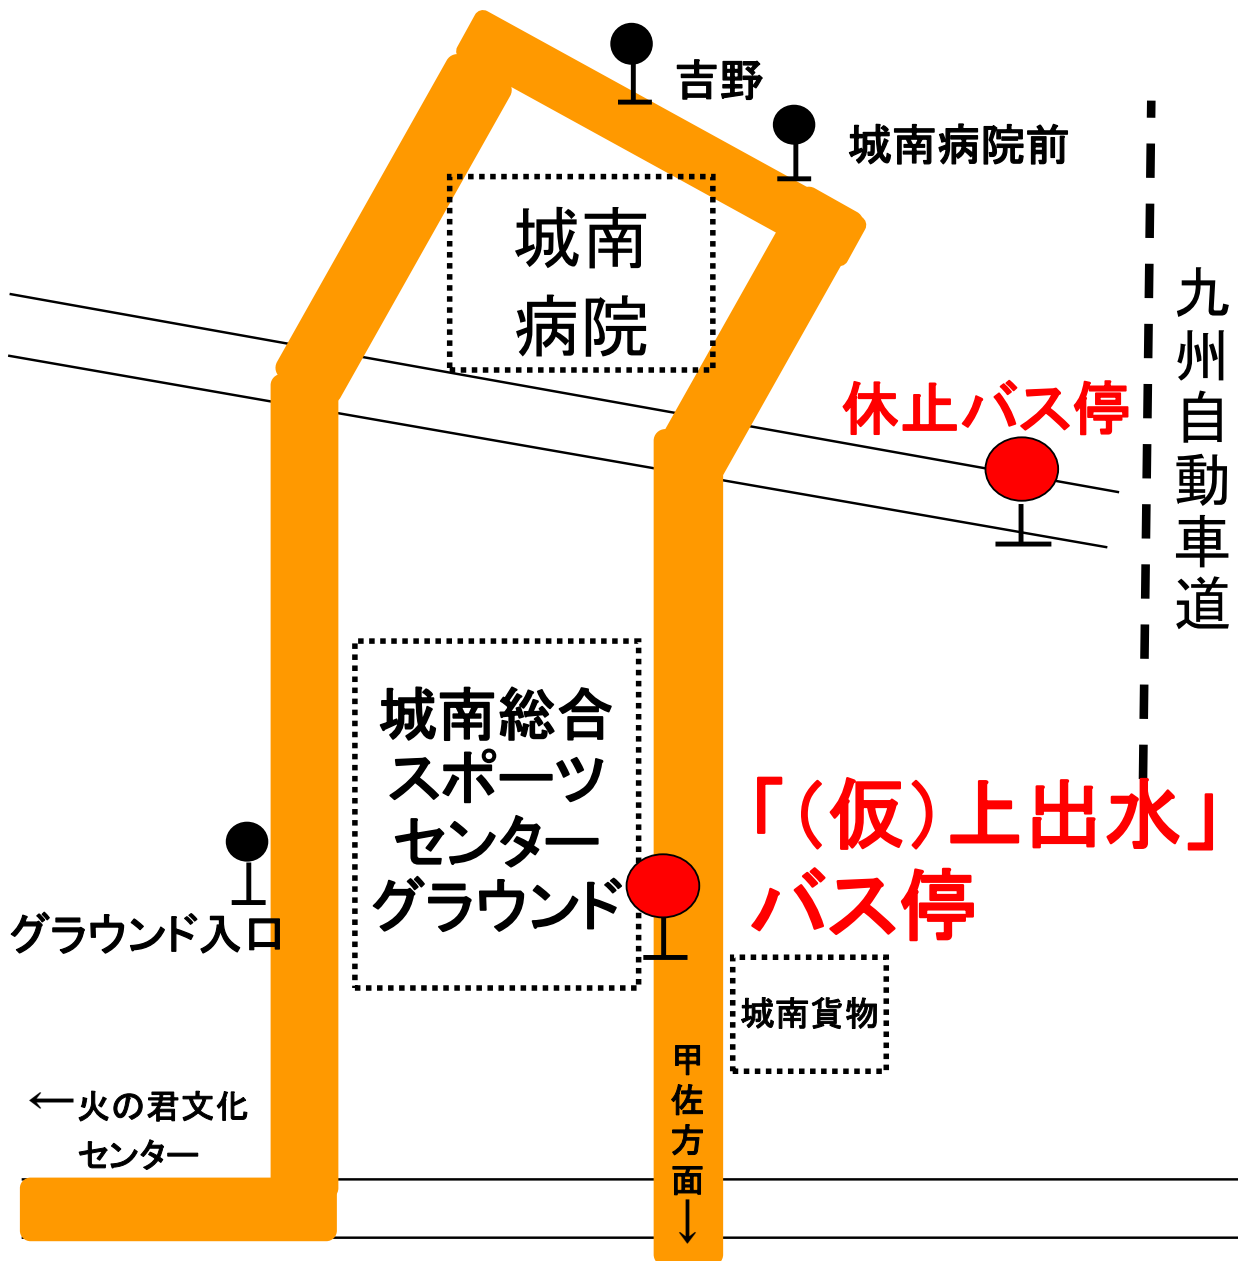 吉野
城南病院前
城南
病院
九州自動車道
休止バス停
城南総合
スポーツ
センター
グラウンド
「（仮）上出水」
バス停
グラウンド入口
城南貨物
甲佐方面→
←火の君文化
センター